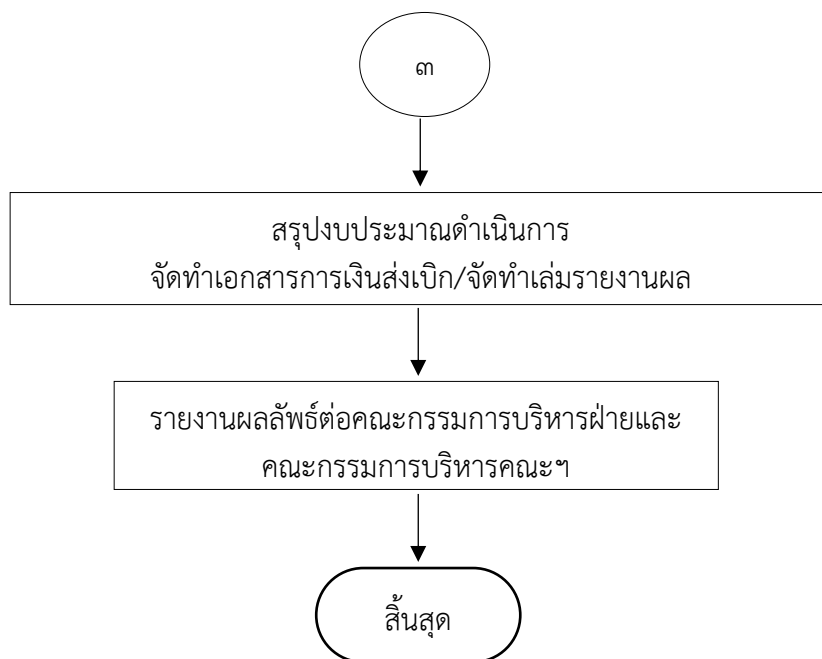 ๓
สรุปงบประมาณดำเนินการ
จัดทำเอกสารการเงินส่งเบิก/จัดทำเล่มรายงานผล
รายงานผลลัพธ์ต่อคณะกรรมการบริหารฝ่ายและ
คณะกรรมการบริหารคณะฯ
สิ้นสุด